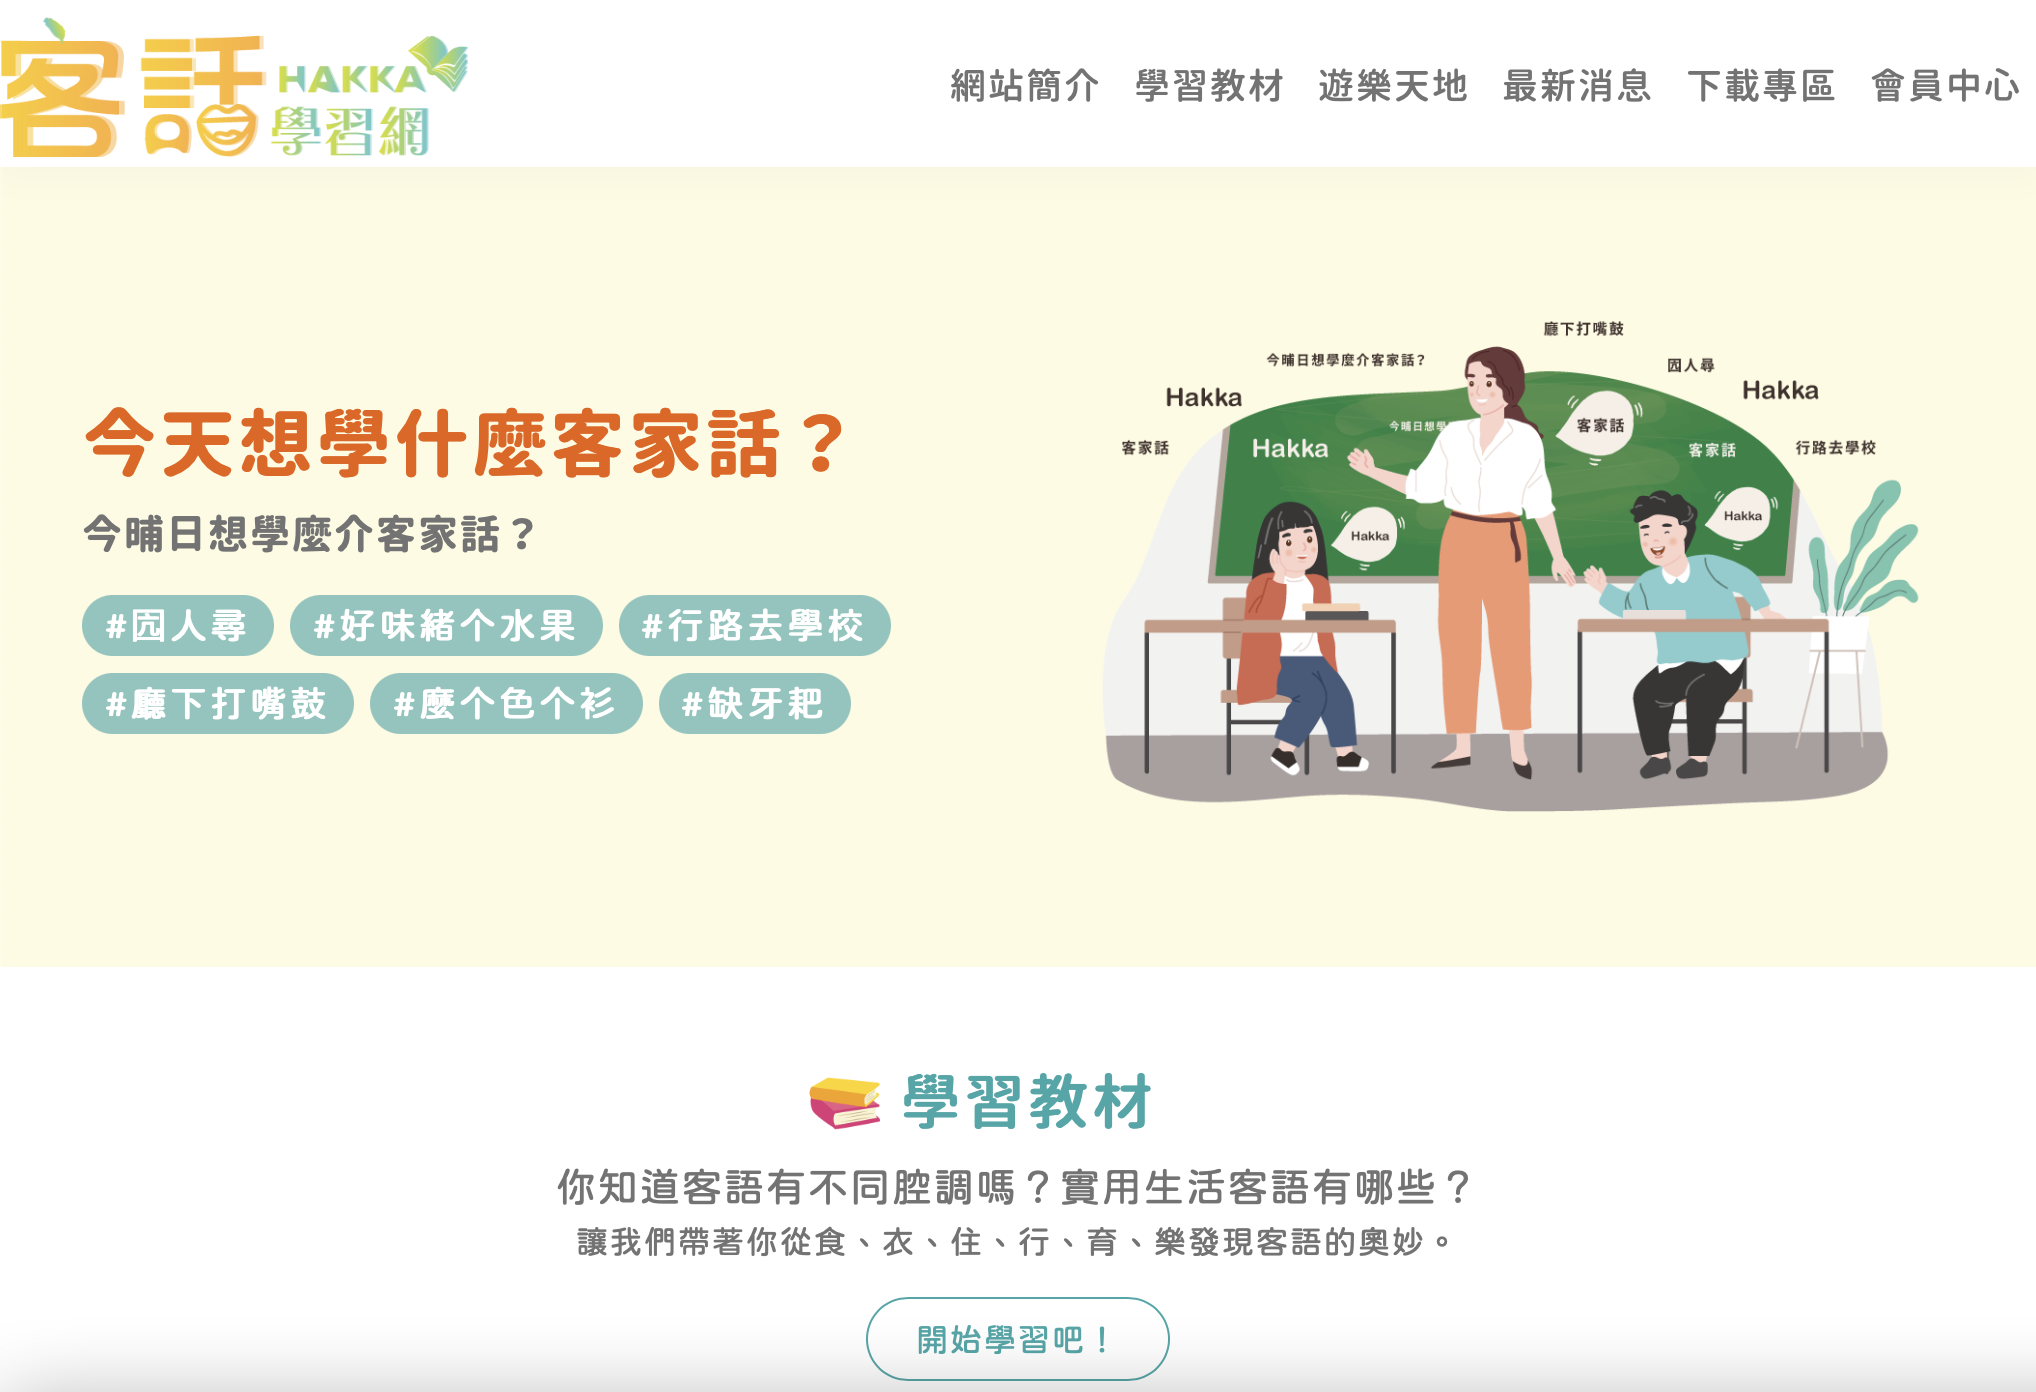 客話 HAKKA 學習網
網站簡介 學習教材 遊樂天地 最新消息 下載專區 會員中心
今天想學什麼客家話？
今晡日想學麼介客家話？
#囥人尋 #好味緒个水果 #行路去學校
#廳下打嘴鼓 #麼个色个衫 #缺牙耙
廳下打嘴鼓
今晡日想學麼介客家話?
囥人尋
Hakka
Hakka
客家話
今晡日想學
Hakka
客家話
客家話
行路去學校
Hakka
Hakka
學習教材
你知道客語有不同腔調嗎？實用生活客語有哪些？
讓我們帶著你從食、衣、住、行、育、樂發現客語的奧妙。
開始學習吧！